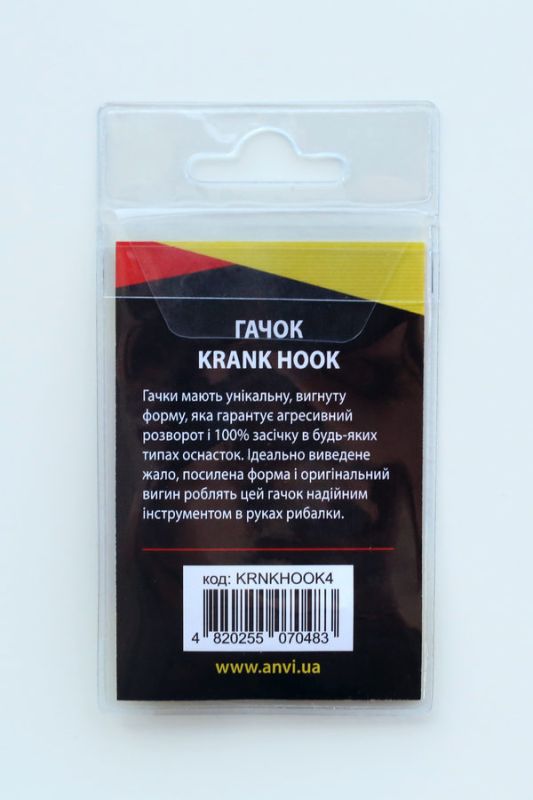 ГАЧОК
KRANK HOOK
Гачки мають унікальну, вигнуту
форму, яка гарантує агресивний
розворот і 100% засічку в будь-яких
типах оснасток. Ідеально виведене
жало, посилена форма і оригінальний
вигин роблять цей гачок надійним
інструментом в руках рибалки.
код: KRNKHOOK4
4 820255 070483
www.anvi.ua